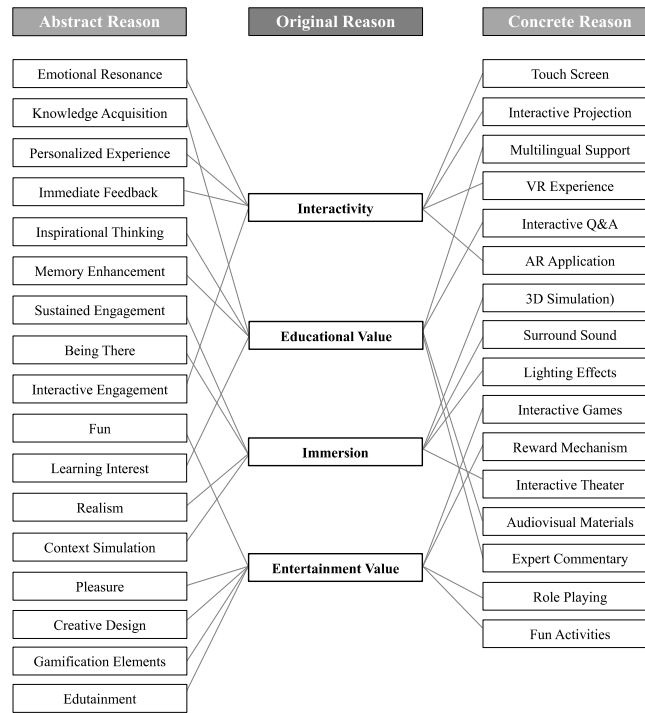 Abstract Reason
Original Reason
Concrete Reason
Emotional Resonance
Knowledge Acquisition
Personalized Experience
Immediate Feedback
Inspirational Thinking
Memory Enhancement
Sustained Engagement
Being There
Interactive Engagement
Fun
Learning Interest
Realism
Context Simulation
Pleasure
Creative Design
Gamification Elements
Edutainment
Interactivity
Educational Value
Immersion
Entertainment Value
Touch Screen
Interactive Projection
Multilingual Support
VR Experience
Interactive Q&A
AR Application
3D Simulation)
Surround Sound
Lighting Effects
Interactive Games
Reward Mechanism
Interactive Theater
Audiovisual Materials
Expert Commentary
Role Playing
Fun Activities